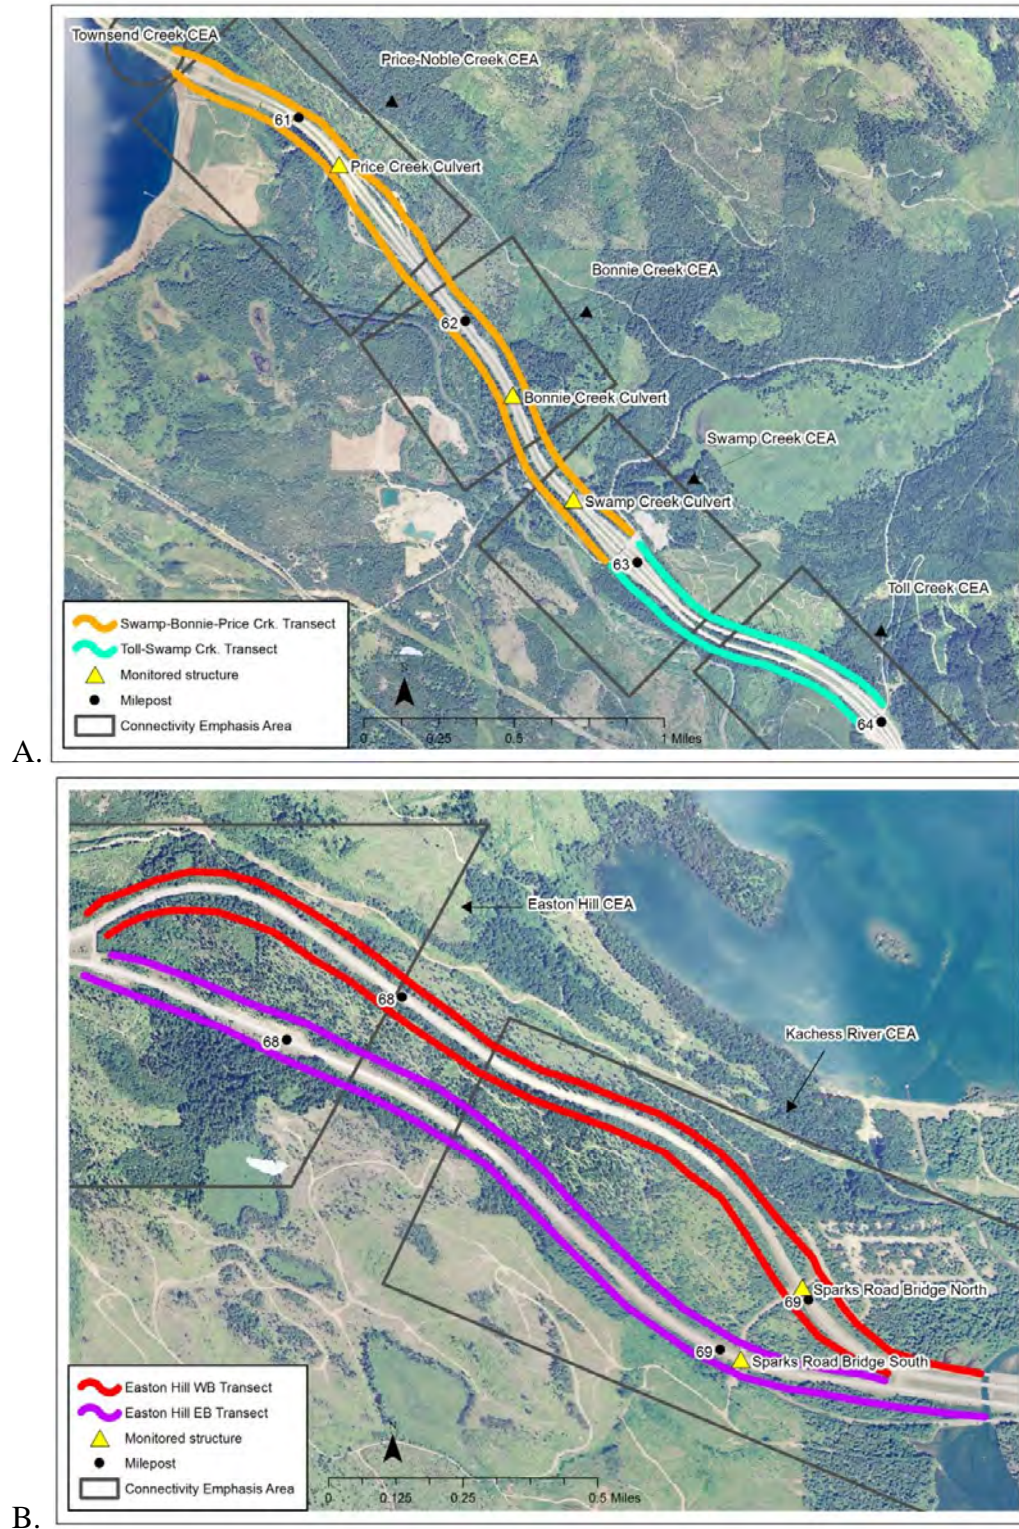 Townsend Creek CEA
Price-Noble Creek CEA
61
Price Creek Culvert
Bonnie Creek CEA
62
Bonnie Creek Culvert
Swamp Creek CEA
Swamp Creek Culvert
63
Toll Creek CEA
64
Swamp-Bonnie-Price Crk. Transect
Toll-Swamp Crk. Transect
Monitored structure
Milepost
Connectivity Emphasis Area
N
0 0.25 0.5 1 Miles
A.
Easton Hill CEA
68
68
Kachess River CEA
Sparks Road Bridge North
69
69
Sparks Road Bridge South
Easton Hill WB Transect
Easton Hill EB Transect
Monitored structure
Milepost
Connectivity Emphasis Area
N
0 0.125 0.25 0.5 Miles
B.